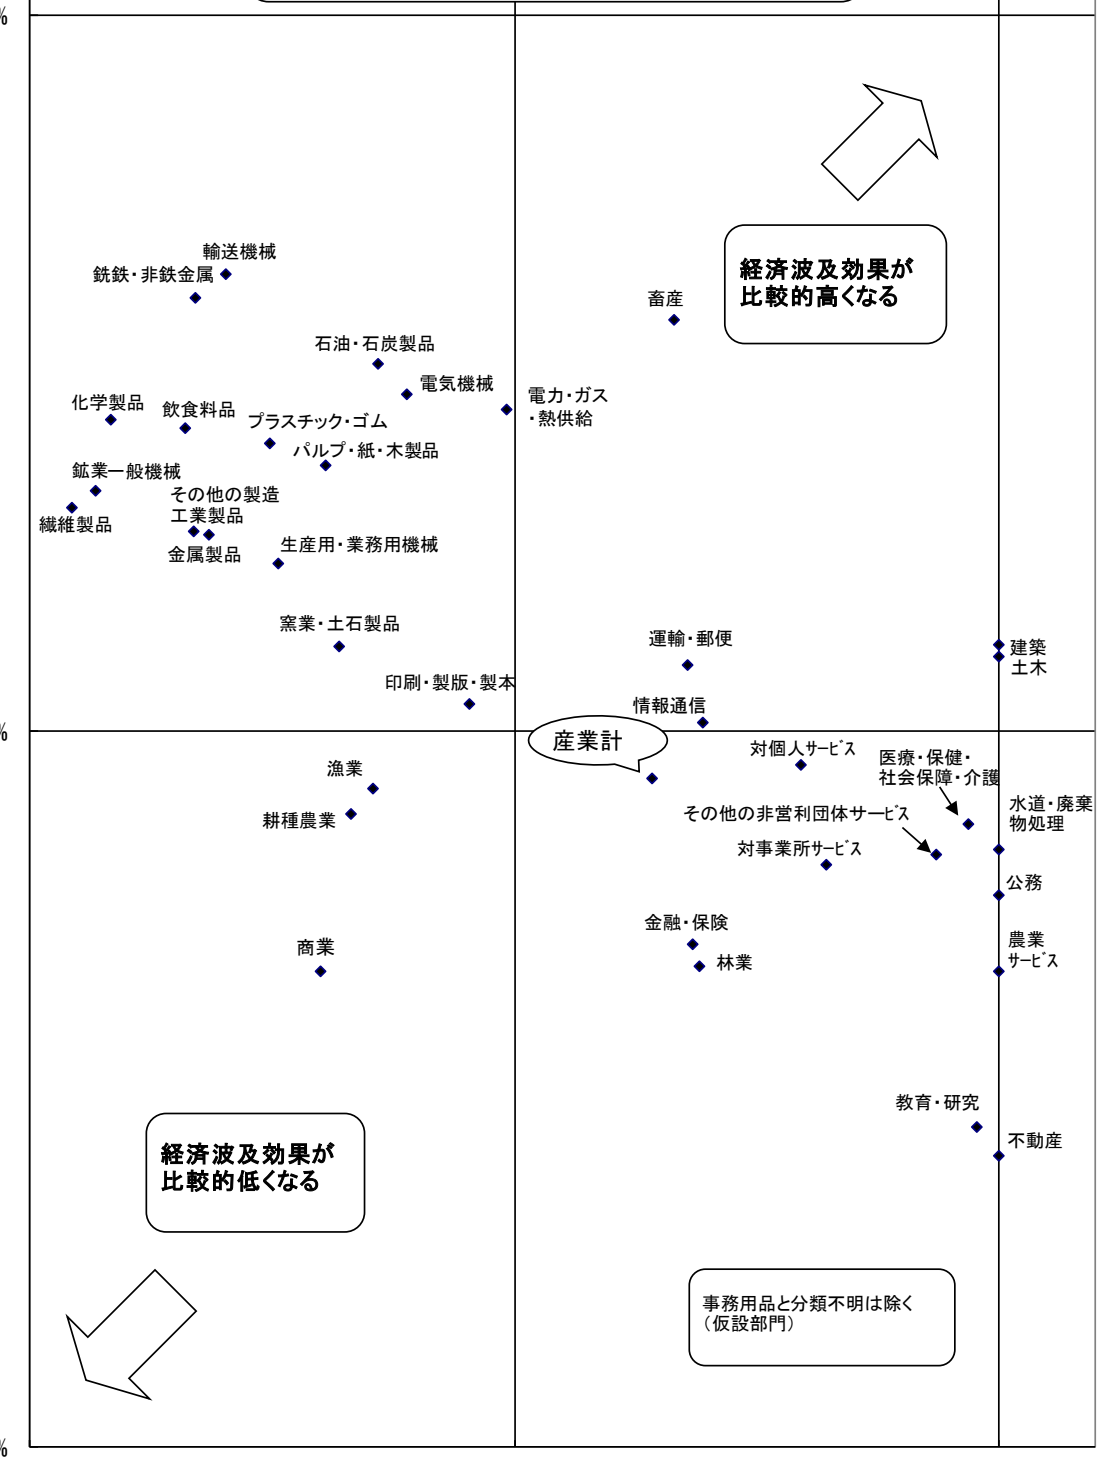 %
経済波及効果が
比較的高くなる
輸送機械
銑鉄・非鉄金属
畜産
石油・石炭製品
電気機械
電力・ガス
・熱供給
化学製品
飲食料品
プラスチック・ゴム
パルプ・紙・木製品
鉱業
一般機械
その他の製造
工業製品
繊維製品
金属製品
生産用・業務用機械
窯業・土石製品
運輸・郵便
建築
土木
印刷・製版・製本
情報通信
%
産業計
対個人サービス
医療・保健・
社会保障・介護
漁業
水道・廃棄
物処理
耕種農業
その他の非営利団体サービス
対事業所サービス
公務
金融・保険
農業
サービス
商業
林業
教育・研究
不動産
経済波及効果が
比較的低くなる
事務用品と分類不明は除く
（仮設部門）
%